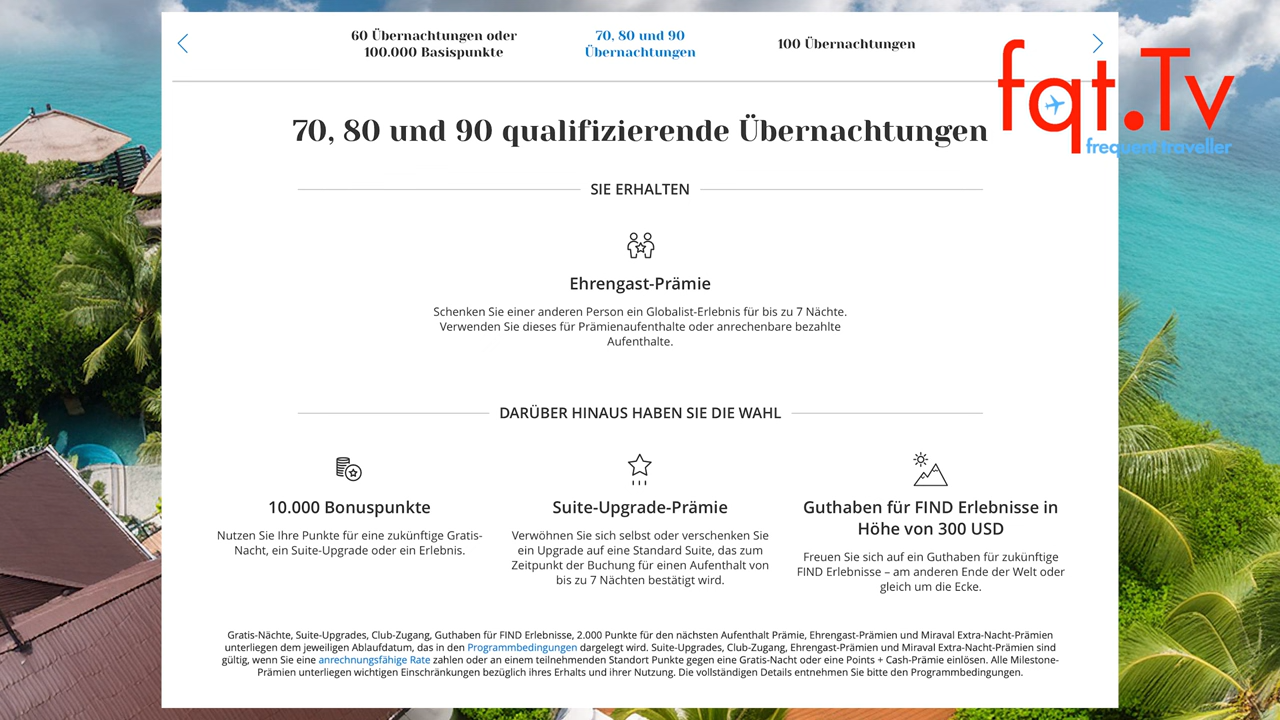 60 Übernachtungen oder
100.000 Basispunkte
70, 80 und 90
Übernachtungen
100 Übernachtungen
fqt.Tv
frequent traveller
70, 80 und 90 qualifizierende Übernachtungen
SIE ERHALTEN
Ehrengast-Prämie
Schenken Sie einer anderen Person ein Globalist-Erlebnis für bis zu 7 Nächte.
Verwenden Sie dieses für Prämienaufenthalte oder anrechenbare bezahlte
Aufenthalte.
DARÜBER HINAUS HABEN SIE DIE WAHL
10.000 Bonuspunkte
Nutzen Sie Ihre Punkte für eine zukünftige Gratis-
Nacht, ein Suite-Upgrade oder ein Erlebnis.
Suite-Upgrade-Prämie
Verwöhnen Sie sich selbst oder verschenken Sie
ein Upgrade auf eine Standard Suite, das zum
Zeitpunkt der Buchung für einen Aufenthalt von
bis zu 7 Nächten bestätigt wird.
Guthaben für FIND Erlebnisse in
Höhe von 300 USD
Freuen Sie sich auf ein Guthaben für zukünftige
FIND Erlebnisse – am anderen Ende der Welt oder
gleich um die Ecke.
Gratis-Nächte, Suite-Upgrades, Club-Zugang, Guthaben für FIND Erlebnisse, 2.000 Punkte für den nächsten Aufenthalt Prämie, Ehrengast-Prämien und Miraval Extra-Nacht-Prämien
unterliegen dem jeweiligen Ablaufdatum, das in den Programmbedingungen dargelegt wird. Suite-Upgrades, Club-Zugang, Ehrengast-Prämien und Miraval Extra-Nacht-Prämien sind
gültig, wenn Sie eine anrechnungsfähige Rate zahlen oder an einem teilnehmenden Standort Punkte gegen eine Gratis-Nacht oder eine Points + Cash-Prämie einlösen. Alle Milestone-
Prämien unterliegen wichtigen Einschränkungen bezüglich ihres Erhalts und ihrer Nutzung. Die vollständigen Details entnehmen Sie bitte den Programmbedingungen.